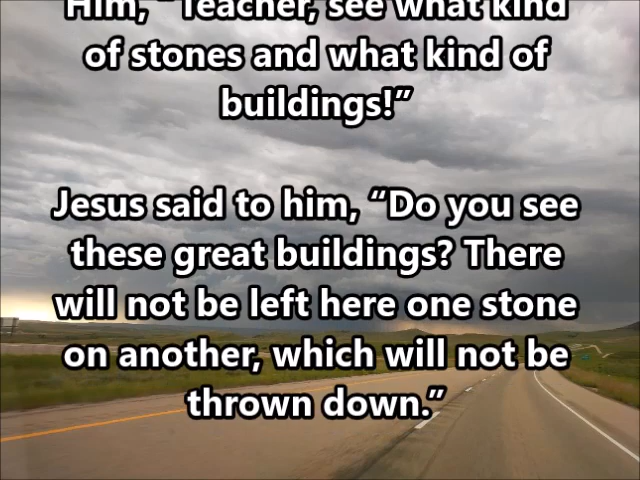 Him, “Teacher, see what kind
of stones and what kind of
buildings!”
Jesus said to him, “Do you see
these great buildings? There
will not be left here one stone
on another, which will not be
thrown down.”